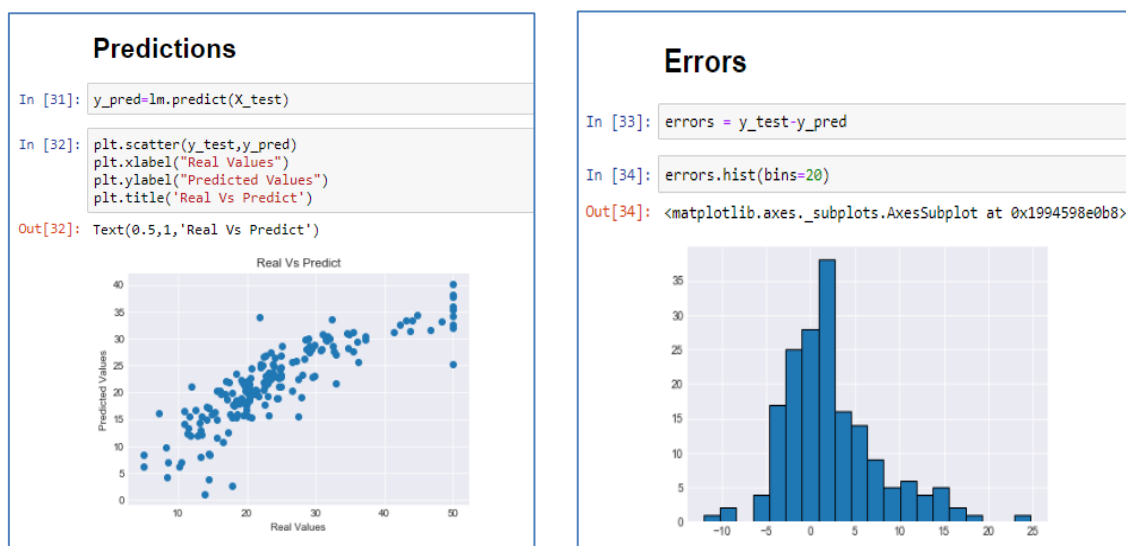 Predictions
In [31]: y_pred=lm.predict(X_test)
In [32]: plt.scatter(y_test,y_pred)
plt.xlabel("Real Values")
plt.ylabel("Predicted Values")
plt.title('Real Vs Predict')
Out[32]: Text(0.5,1,'Real Vs Predict')
Real Vs Predict
40
35
30
25
20
15
10
5
0
Predicted Values
10 20 30 40 50
Real Values
Errors
In [33]: errors = y_test-y_pred
In [34]: errors.hist(bins=20)
Out[34]: <matplotlib.axes._subplots.AxesSubplot at 0x1994598e0b8>
35
30
25
20
15
10
5
0
−10 −5 0 5 10 15 20 25